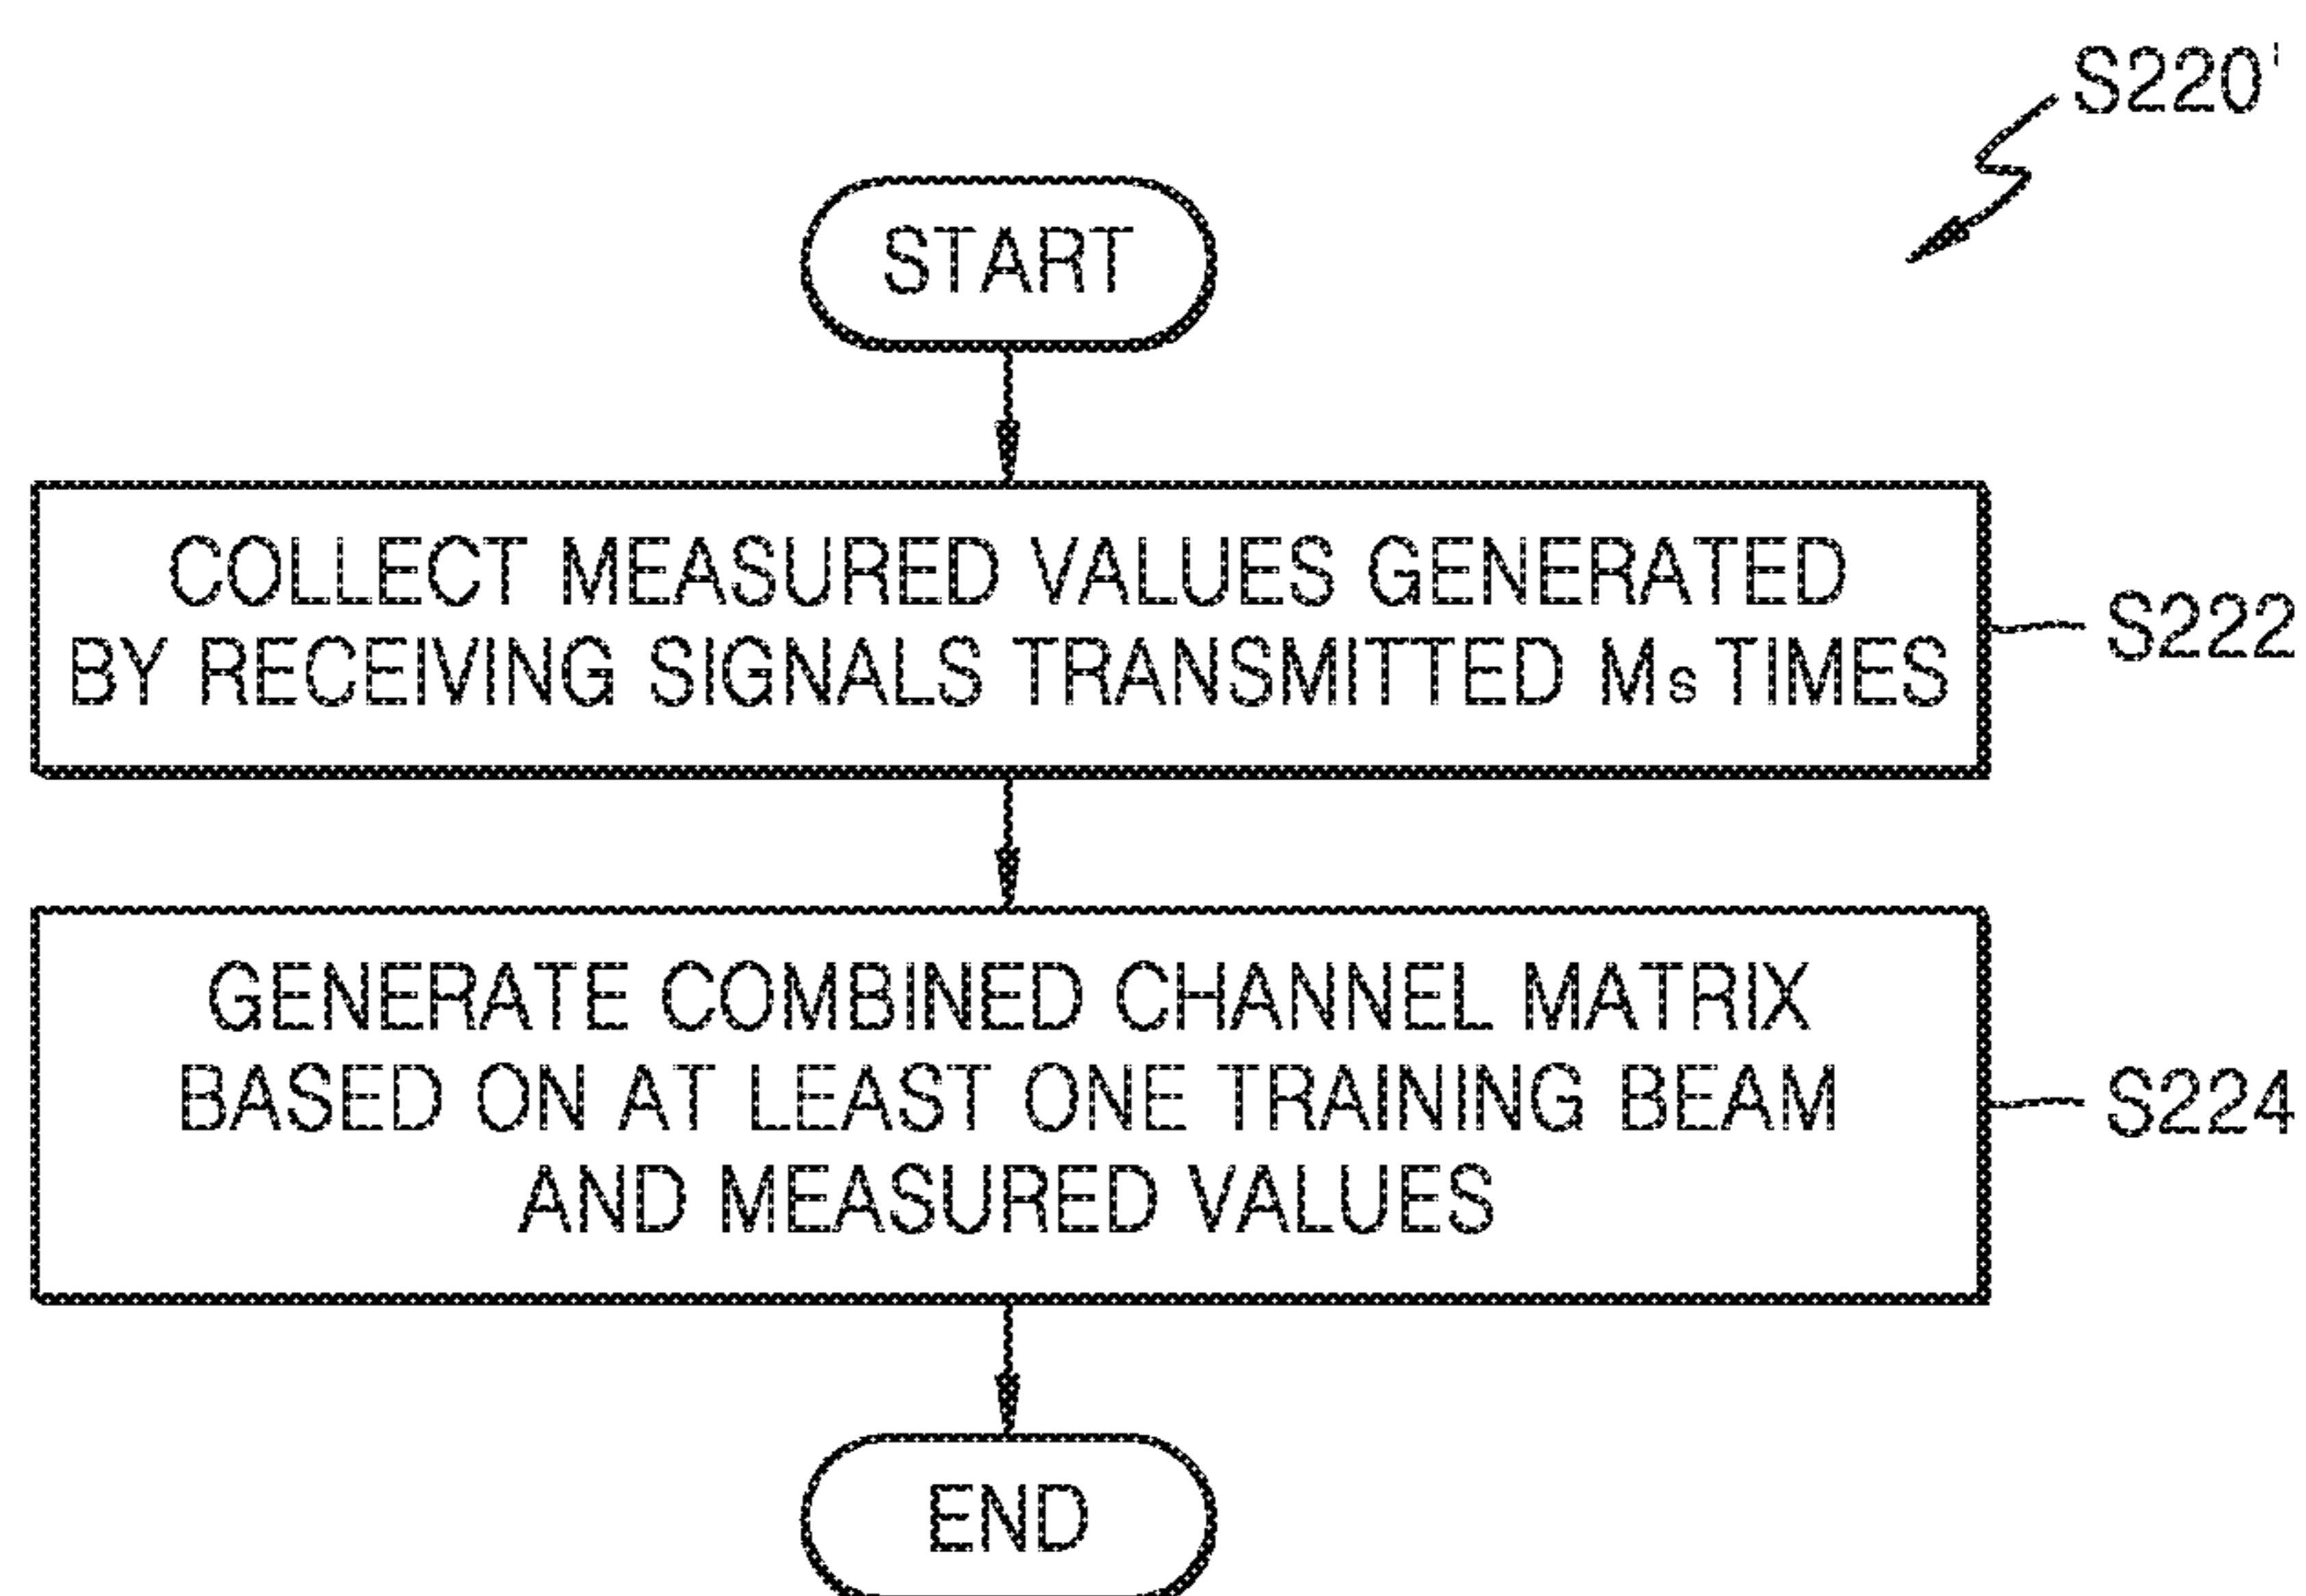 S220'
START
COLLECT MEASURED VALUES GENERATED
BY RECEIVING SIGNALS TRANSMITTED Ms TIMES
S222
GENERATE COMBINED CHANNEL MATRIX
BASED ON AT LEAST ONE TRAINING BEAM
AND MEASURED VALUES
S224
END